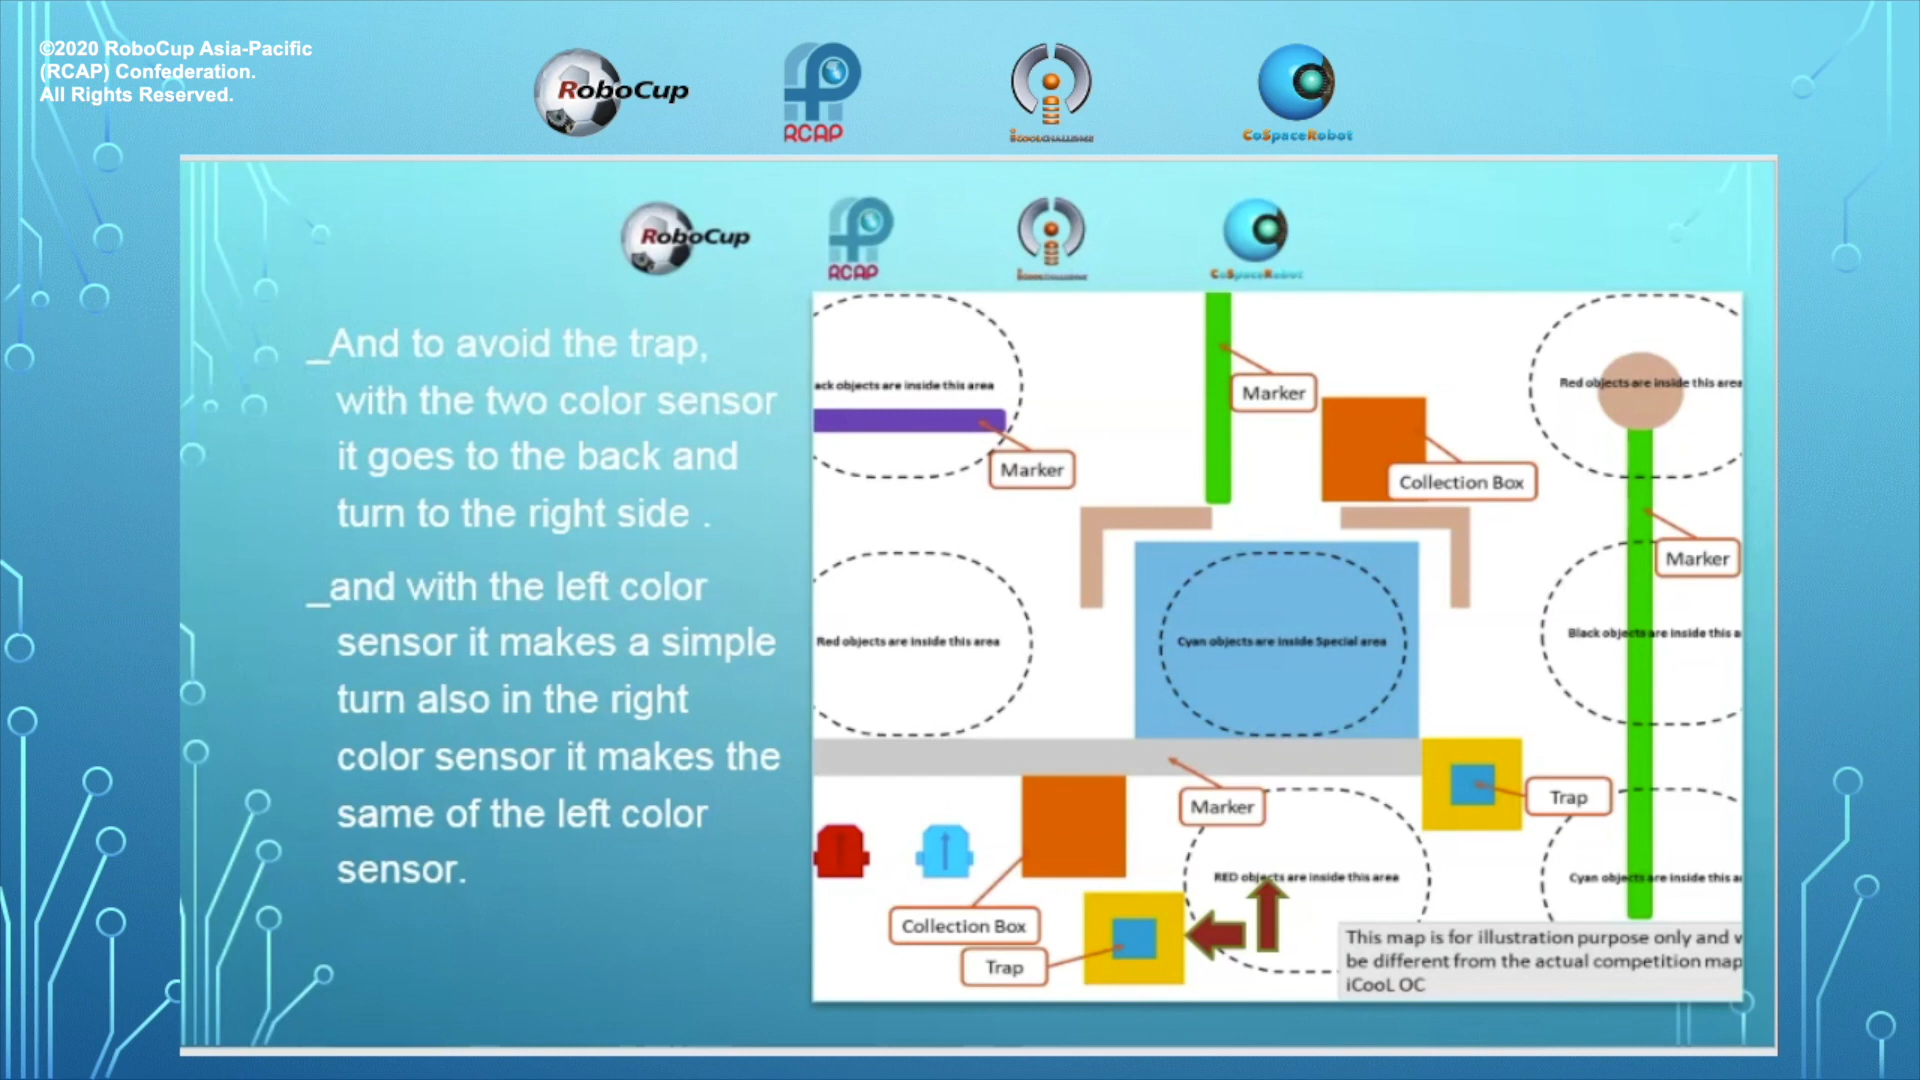 ©2020 RoboCup Asia-Pacific
(RCAP) Confederation.
All Rights Reserved.
RoboCup
RCAP
iCOOLCHALLENGE
CoSpaceRobot
RoboCup
RCAP
iCOOLCHALLENGE
CoSpaceRobot
_And to avoid the trap,
with the two color sensor
it goes to the back and
turn to the right side .
_and with the left color
sensor it makes a simple
turn also in the right
color sensor it makes the
same of the left color
sensor.
ack objects are inside this area
Marker
Marker
Collection Box
Red objects are inside this area
Marker
Red objects are inside this area
Cyan objects are inside Special area
Black objects are inside this a
Marker
Trap
RED objects are inside this area
Cyan objects are inside this a
Collection Box
Trap
This map is for illustration purpose only and w
be different from the actual competition map
iCooL OC